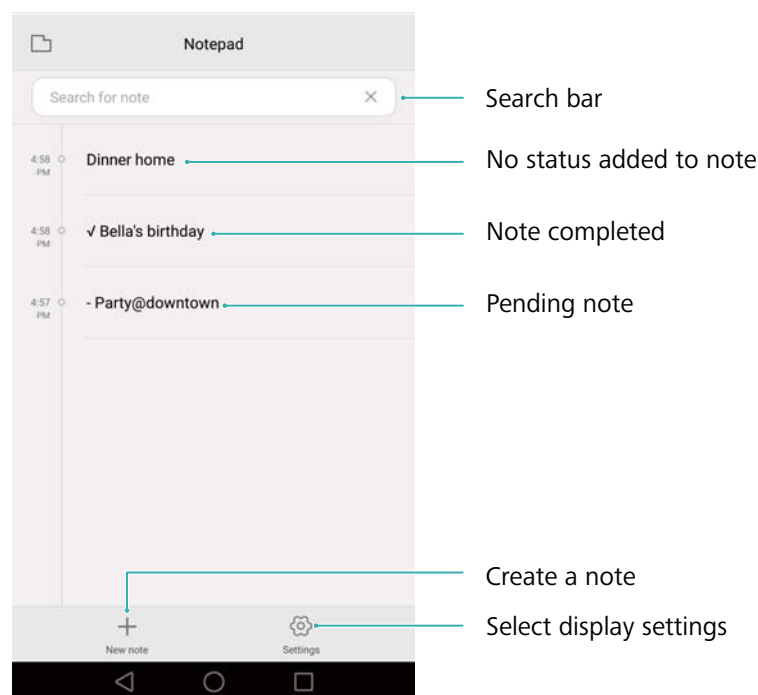 Notepad
Search for note
Search bar
4:58 PM
Dinner home
No status added to note
4:58 PM
√ Bella's birthday
Note completed
4:57 PM
- Party@downtown
Pending note
Create a note
Select display settings
New note
Settings